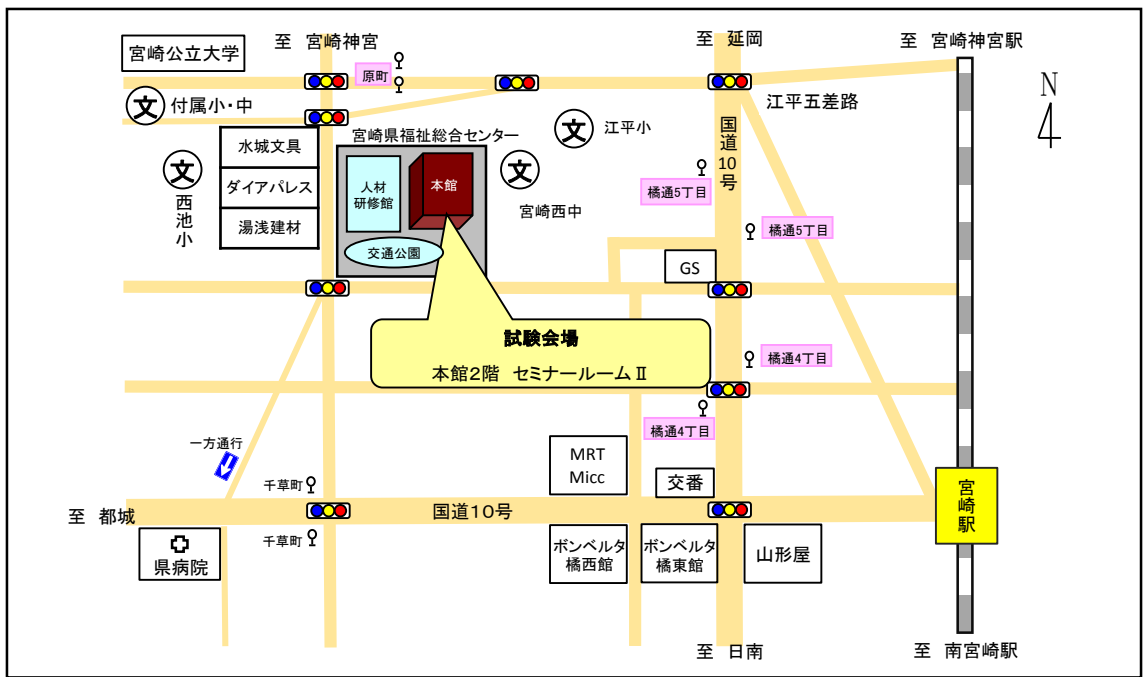 至 宮崎神宮
至 延岡
至 宮崎神宮駅
宮崎公立大学
原町
N
江平五差路
文
付属小・中
文
江平小
国道10号
水城文具
宮崎県福祉総合センター
文
西池小
ダイアパレス
湯浅建材
人材
研修館
本館
交通公園
文
宮崎西中
橘通5丁目
橘通5丁目
GS
試験会場
本館2階 セミナールームⅡ
橘通4丁目
橘通4丁目
一方通行
MRT
Micc
交番
千草町
宮崎駅
至 都城
国道10号
千草町
県病院
ボンベルタ
橘西館
ボンベルタ
橘東館
山形屋
至 日南
至 南宮崎駅